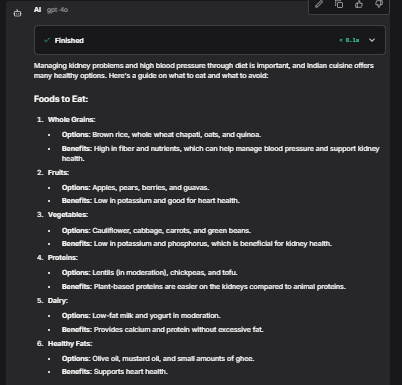 AI gpt-4o
Finished < 0.1s
Managing kidney problems and high blood pressure through diet is important, and Indian cuisine offers
many healthy options. Here's a guide on what to eat and what to avoid:
Foods to Eat:
1. Whole Grains:
• Options: Brown rice, whole wheat chapati, oats, and quinoa.
• Benefits: High in fiber and nutrients, which can help manage blood pressure and support kidney
health.
2. Fruits:
• Options: Apples, pears, berries, and guavas.
• Benefits: Low in potassium and good for heart health.
3. Vegetables:
• Options: Cauliflower, cabbage, carrots, and green beans.
• Benefits: Low in potassium and phosphorus, which is beneficial for kidney health.
4. Proteins:
• Options: Lentils (in moderation), chickpeas, and tofu.
• Benefits: Plant-based proteins are easier on the kidneys compared to animal proteins.
5. Dairy:
• Options: Low-fat milk and yogurt in moderation.
• Benefits: Provides calcium and protein without excessive fat.
6. Healthy Fats:
• Options: Olive oil, mustard oil, and small amounts of ghee.
• Benefits: Supports heart health.